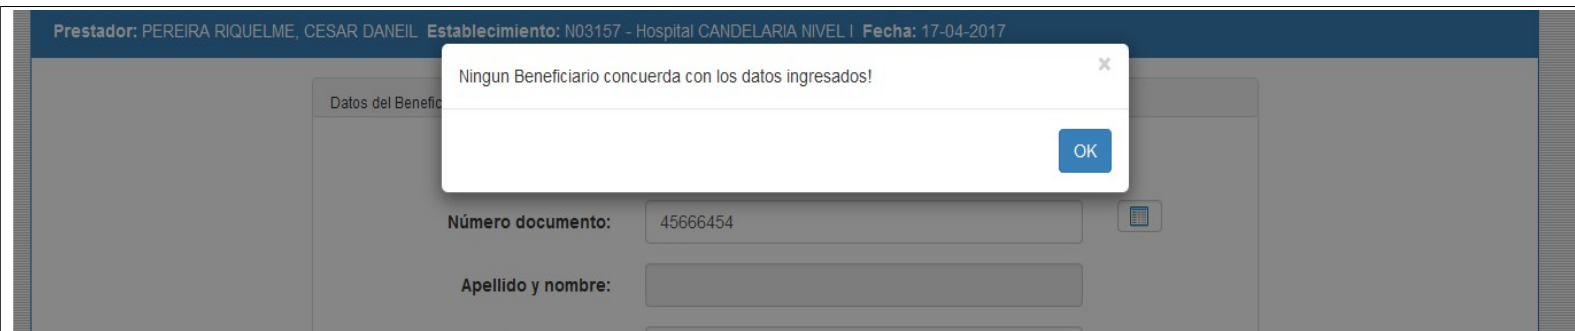 Prestador: PEREIRA RIQUELME, CESAR DANEIL Establecimiento: N03157 - Hospital CANDELARIA NIVEL I Fecha: 17-04-2017
Ningun Beneficiario concuerda con los datos ingresados!
×
Datos del Benefic
OK
Número documento: 45666454
Apellido y nombre: